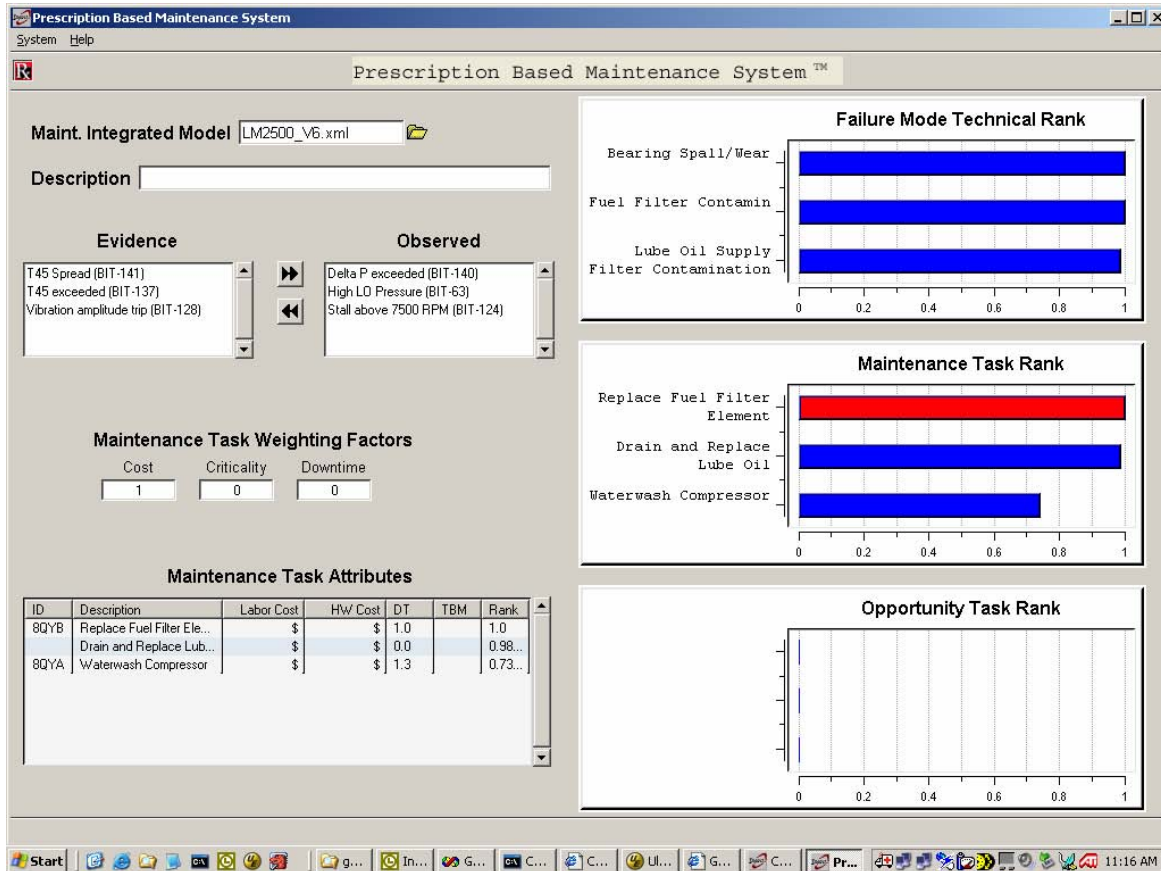 Prescription Based Maintenance System
System Help
Prescription Based Maintenance System ™
Maint. Integrated Model LM2500_V6.xml
Description
Evidence
T45 Spread (BIT-141)
T45 exceeded (BIT-137)
Vibration amplitude trip (BIT-128)
Observed
Delta P exceeded (BIT-140)
High LO Pressure (BIT-63)
Stall above 7500 RPM (BIT-124)
Maintenance Task Weighting Factors
Cost Criticality Downtime
1 0 0
Maintenance Task Attributes
ID Description Labor Cost HW Cost DT TBM Rank
8QYB Replace Fuel Filter Ele... $ $ 1.0 1.0
Drain and Replace Lub... $ $ 0.0 0.98...
8QYA Waterwash Compressor $ $ 1.3 0.73...
Failure Mode Technical Rank
Bearing Spall/Wear
Fuel Filter Contamin
Lube Oil Supply
Filter Contamination
0 0.2 0.4 0.6 0.8 1
Maintenance Task Rank
Replace Fuel Filter
Element
Drain and Replace
Lube Oil
Waterwash Compressor
0 0.2 0.4 0.6 0.8 1
Opportunity Task Rank
0 0.2 0.4 0.6 0.8 1
Start g... In... G... C... C... Ul... G... C... Pr... 11:16 AM